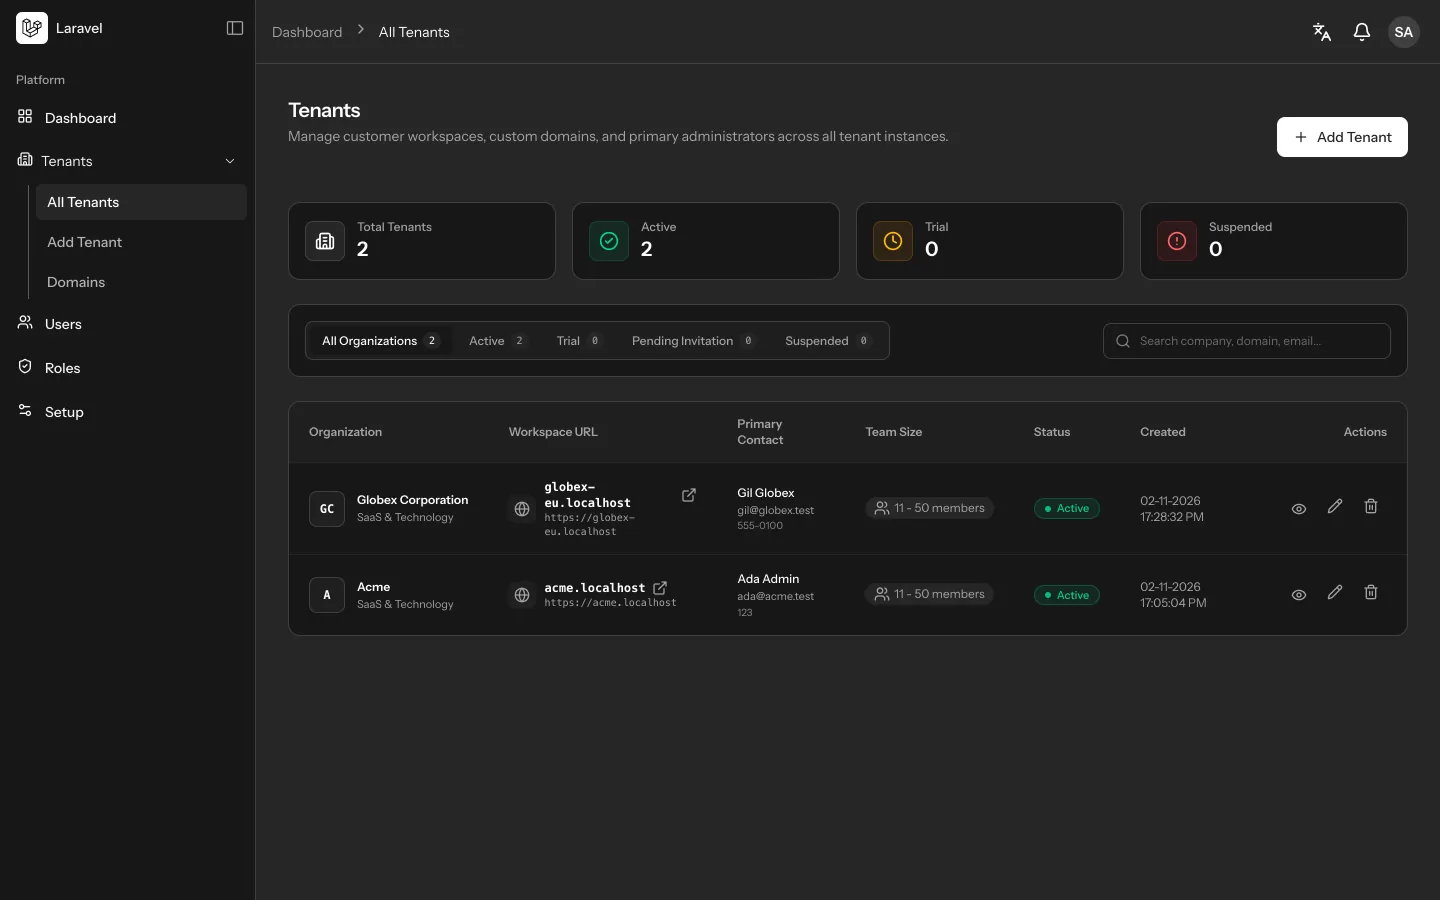 Laravel
Dashboard
All Tenants
SA
Platform
Dashboard
Tenants
All Tenants
Add Tenant
Domains
Users
Roles
Setup
Tenants
Manage customer workspaces, custom domains, and primary administrators across all tenant instances.
Add Tenant
Total Tenants
2
Active
2
Trial
0
Suspended
0
All Organizations 2
Active 2
Trial 0
Pending Invitation 0
Suspended 0
Search company, domain, email...
Organization
Workspace URL
Primary
Contact
Team Size
Status
Created
Actions
GC
Globex Corporation
SaaS & Technology
globex-
eu.localhost
https://globex-
eu.localhost
Gil Globex
gil@globex.test
555-0100
11 - 50 members
Active
02-11-2026
17:28:32 PM
A
Acme
SaaS & Technology
acme.localhost
https://acme.localhost
Ada Admin
ada@acme.test
123
11 - 50 members
Active
02-11-2026
17:05:04 PM